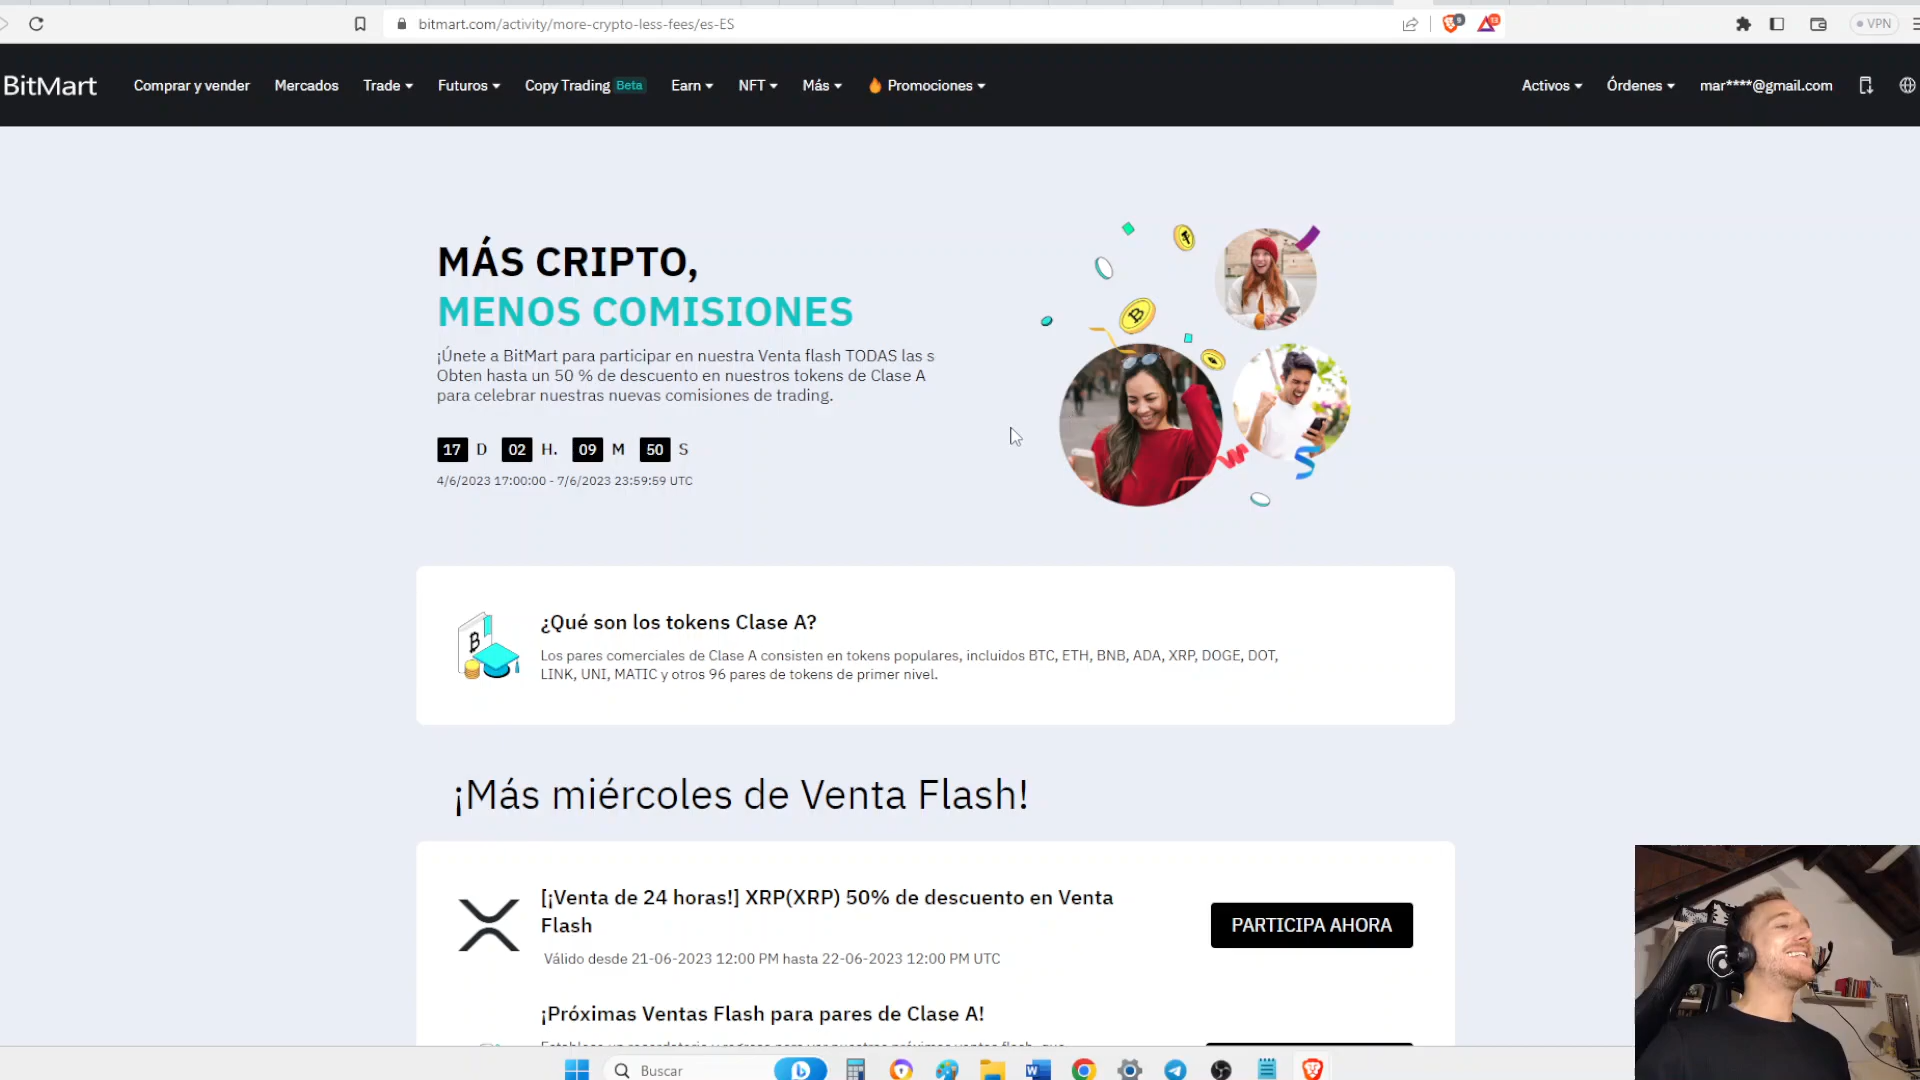 bitmart.com/activity/more-crypto-less-fees/es-ES
VPN
BitMart
Comprar y vender
Mercados
Trade
Futuros
Copy Trading Beta
Earn
NFT
Más
Promociones
Activos
Órdenes
mar****@gmail.com
MÁS CRIPTO,
MENOS COMISIONES
¡Únete a BitMart para participar en nuestra Venta flash TODAS las s
Obten hasta un 50 % de descuento en nuestros tokens de Clase A
para celebrar nuestras nuevas comisiones de trading.
17 D 02 H. 09 M 50 S
4/6/2023 17:00:00 - 7/6/2023 23:59:59 UTC
¿Qué son los tokens Clase A?
Los pares comerciales de Clase A consisten en tokens populares, incluidos BTC, ETH, BNB, ADA, XRP, DOGE, DOT,
LINK, UNI, MATIC y otros 96 pares de tokens de primer nivel.
¡Más miércoles de Venta Flash!
[¡Venta de 24 horas!] XRP(XRP) 50% de descuento en Venta
Flash
PARTICIPA AHORA
Válido desde 21-06-2023 12:00 PM hasta 22-06-2023 12:00 PM UTC
¡Próximas Ventas Flash para pares de Clase A!
Buscar